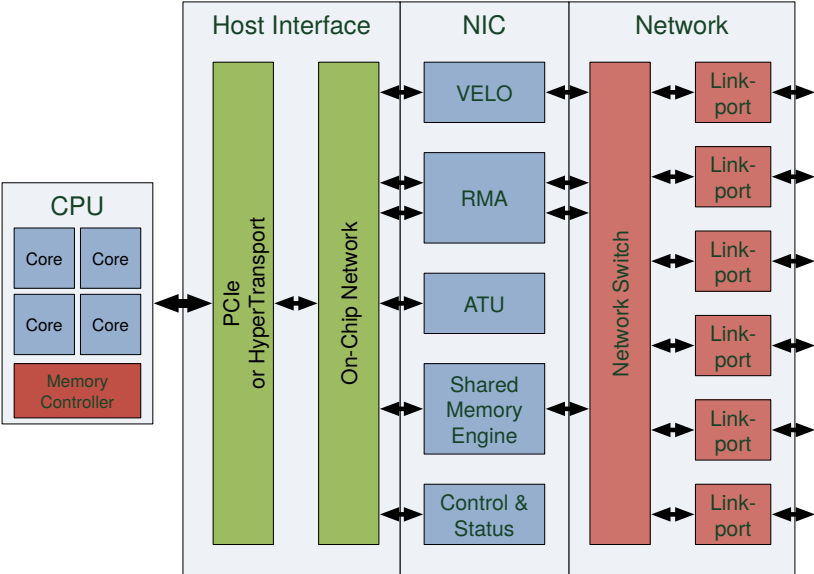 Host Interface
NIC
Network
CPU
Core
Core
Core
Core
Memory
Controller
PCIe
or HyperTransport
On-Chip Network
VELO
RMA
ATU
Shared
Memory
Engine
Control &
Status
Network Switch
Link-
port
Link-
port
Link-
port
Link-
port
Link-
port
Link-
port